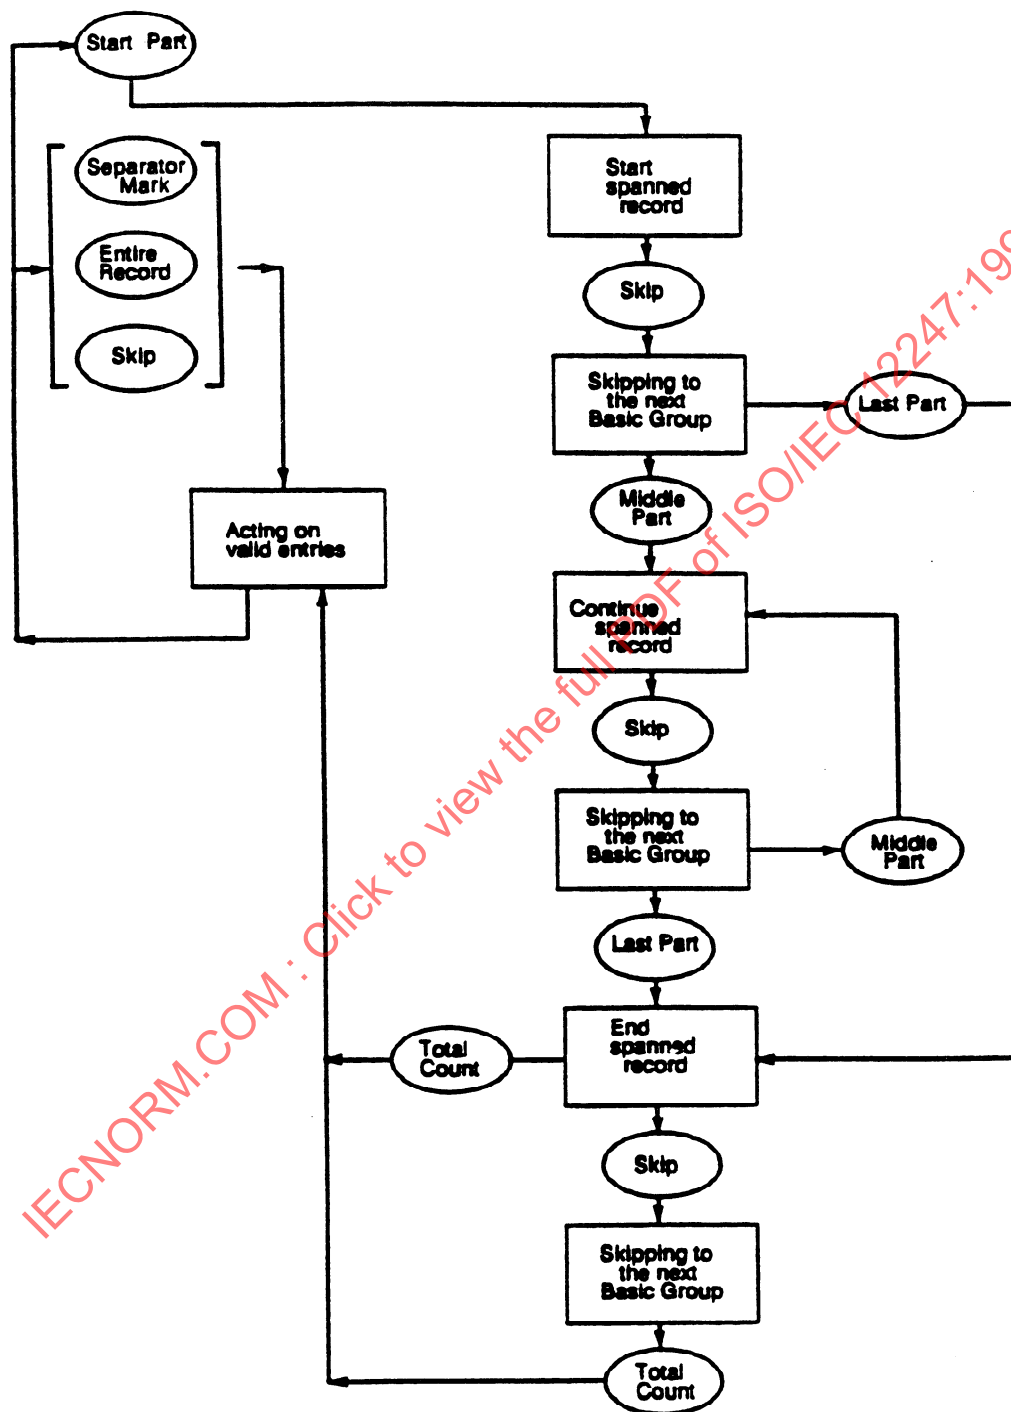 Start Part
Separator
Mark
Entire
Record
Skip
Acting on
valid entries
Start
spanned
record
Skip
Skipping to
the next
Basic Group
Last Part
Middle
Part
Continue
spanned
record
Skip
Skipping to
the next
Basic Group
Middle
Part
Last Part
End
spanned
record
Total
Count
Skip
Skipping to
the next
Basic Group
Total
Count
IECNORM.COM : Click to view the full PDF of ISO/IEC 12247:199